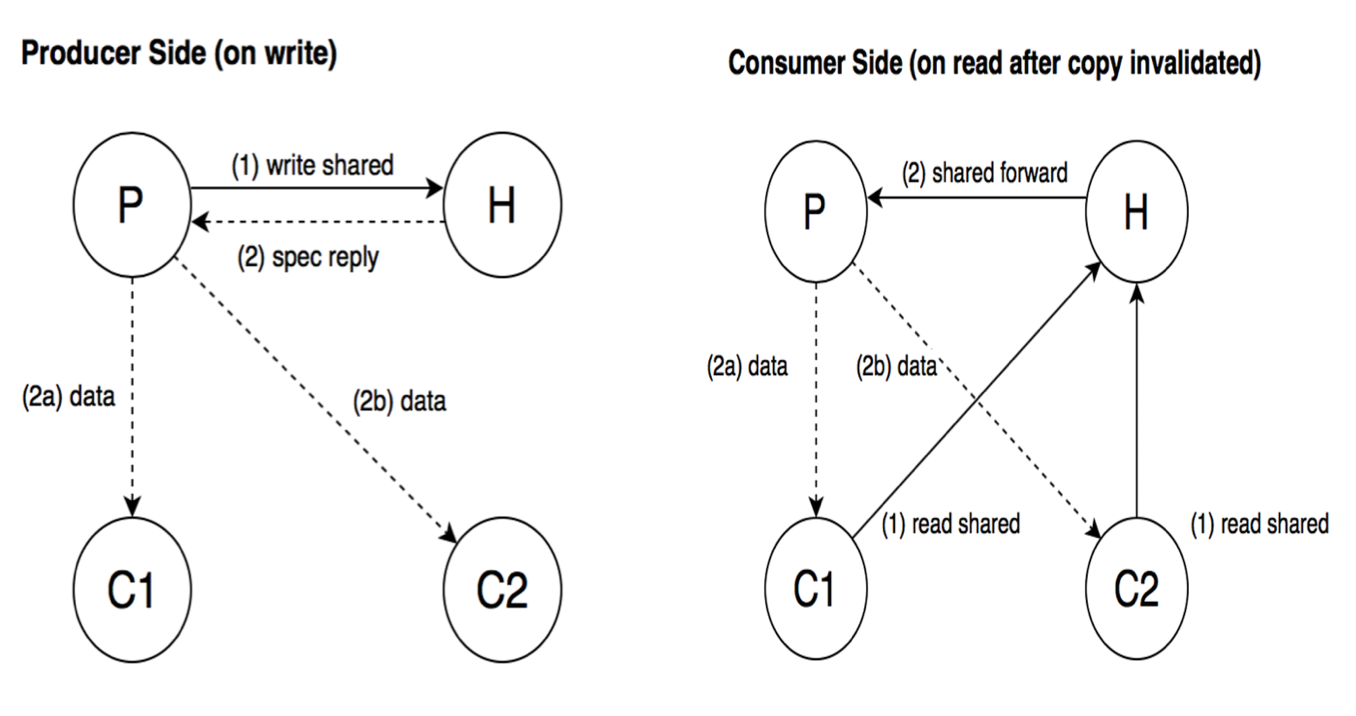 Producer Side (on write)
P
(1) write shared
H
(2) spec reply
(2a) data
(2b) data
C1
C2
Consumer Side (on read after copy invalidated)
P
(2) shared forward
H
(2a) data
(2b) data
(1) read shared
(1) read shared
C1
C2